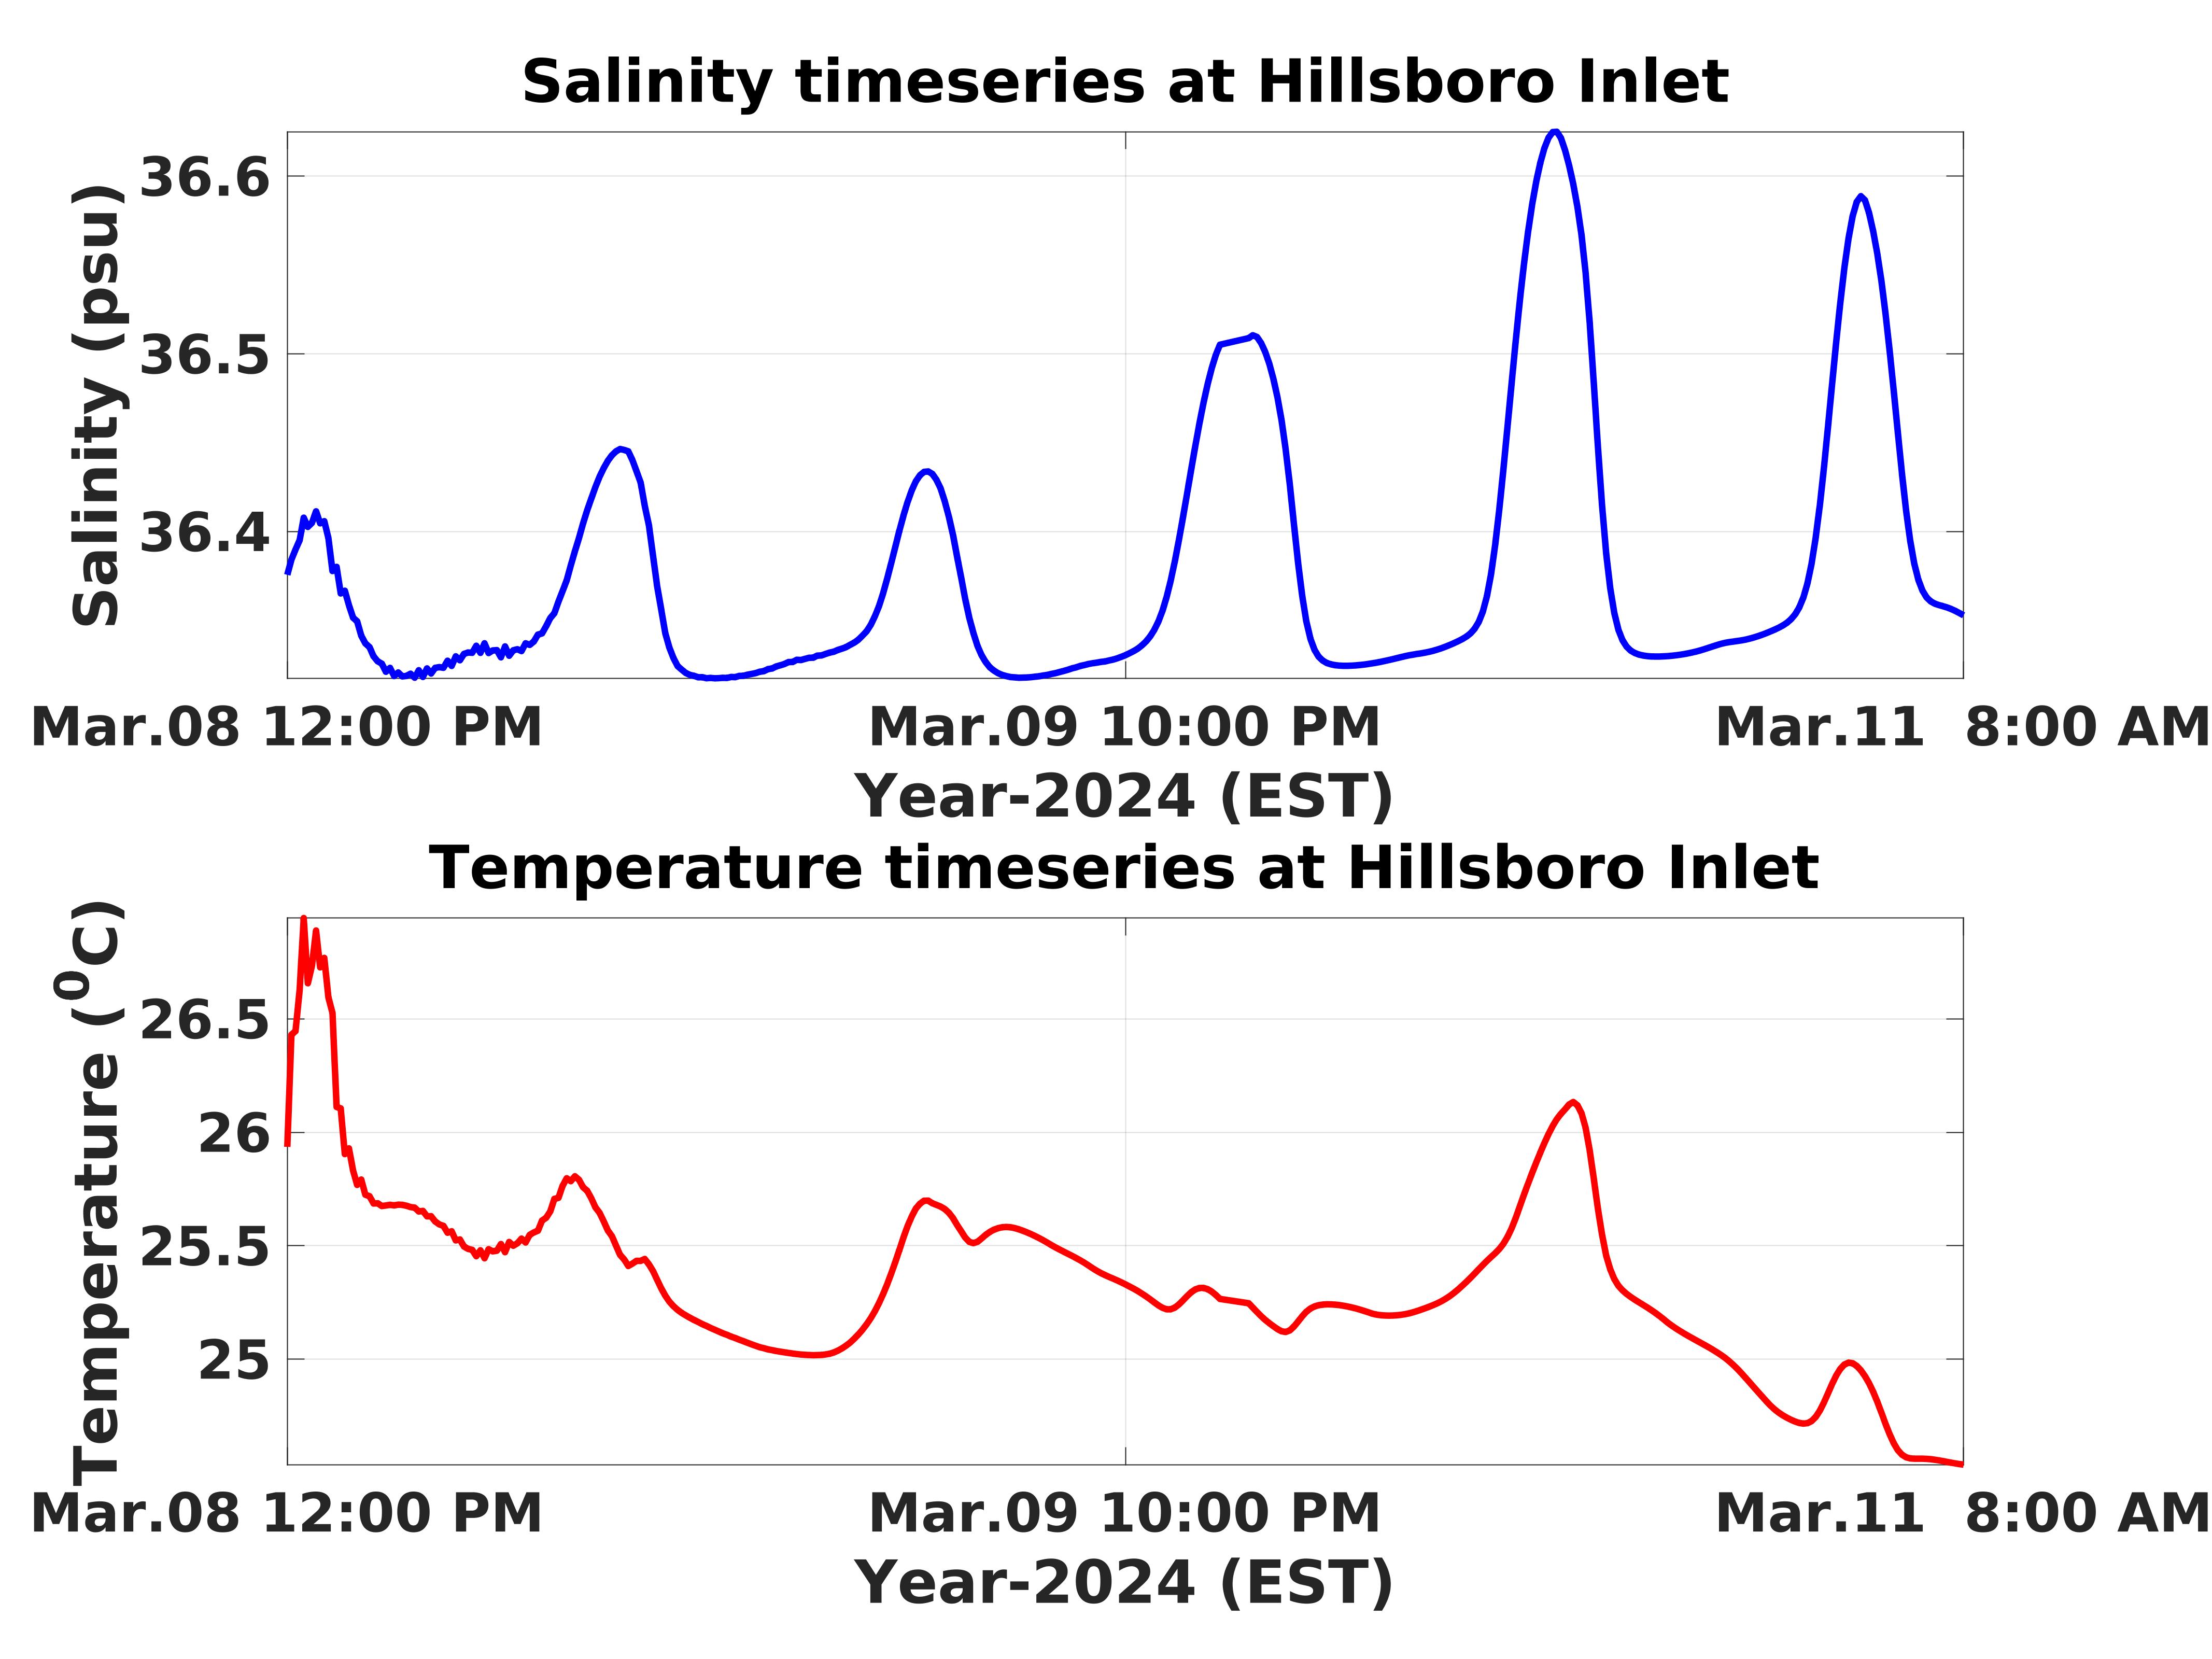 Salinity timeseries at Hillsboro Inlet
Salinity (psu)
36.6
36.5
36.4
Mar.08 12:00 PM Mar.09 10:00 PM Mar.11  8:00 AM
Year-2024 (EST)
Temperature timeseries at Hillsboro Inlet
Temperature (⁰C)
26.5
26
25.5
25
Mar.08 12:00 PM Mar.09 10:00 PM Mar.11  8:00 AM
Year-2024 (EST)